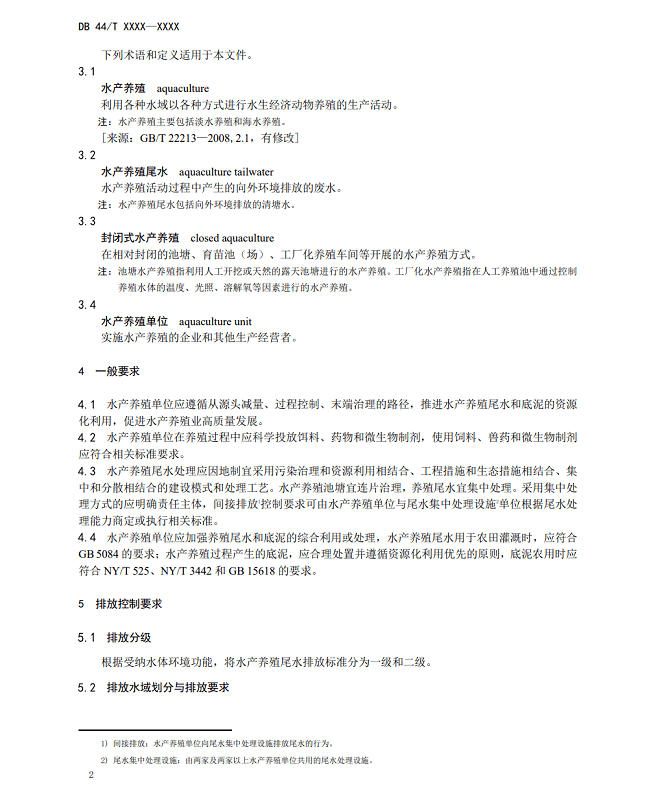 DB 44/T XXXX—XXXX
下列术语和定义适用于本文件。
3.1
水产养殖 aquaculture
利用各种水域以各种方式进行水生经济动物养殖的生产活动。
注：水产养殖主要包括淡水养殖和海水养殖。
[来源：GB/T 22213—2008, 2.1，有修改]
3.2
水产养殖尾水 aquaculture tailwater
水产养殖活动过程中产生的向外环境排放的废水。
注：水产养殖尾水包括向外环境排放的清塘水。
3.3
封闭式水产养殖 closed aquaculture
在相对封闭的池塘、育苗池（场）、工厂化养殖车间等开展的水产养殖方式。
注：池塘水产养殖指利用人工开挖或天然的露天池塘进行的水产养殖。工厂化水产养殖指在人工养殖池中通过控制
养殖水体的温度、光照、溶解氧等因素进行的水产养殖。
3.4
水产养殖单位 aquaculture unit
实施水产养殖的企业和其他生产经营者。
4 一般要求
4.1 水产养殖单位应遵循从源头减量、过程控制、末端治理的路径，推进水产养殖尾水和底泥的资源
化利用，促进水产养殖业高质量发展。
4.2 水产养殖单位在养殖过程中应科学投放饵料、药物和微生物制剂，使用饲料、兽药和微生物制剂
应符合相关标准要求。
4.3 水产养殖尾水处理应因地制宜采用污染治理和资源利用相结合、工程措施和生态措施相结合、集
中和分散相结合的建设模式和处理工艺。水产养殖池塘宜连片治理，养殖尾水宜集中处理。采用集中处
理方式的应明确责任主体，间接排放¹控制要求可由水产养殖单位与尾水集中处理设施²单位根据尾水处
理能力商定或执行相关标准。
4.4 水产养殖单位应加强养殖尾水和底泥的综合利用或处理，水产养殖尾水用于农田灌溉时，应符合
GB 5084 的要求；水产养殖过程产生的底泥，应合理处置并遵循资源化利用优先的原则，底泥农用时应
符合 NY/T 525、NY/T 3442 和 GB 15618 的要求。
5 排放控制要求
5.1 排放分级
根据受纳水体环境功能，将水产养殖尾水排放标准分为一级和二级。
5.2 排放水域划分与排放要求
1) 间接排放：水产养殖单位向尾水集中处理设施排放尾水的行为。
2) 尾水集中处理设施：由两家及两家以上水产养殖单位共用的尾水处理设施。
2